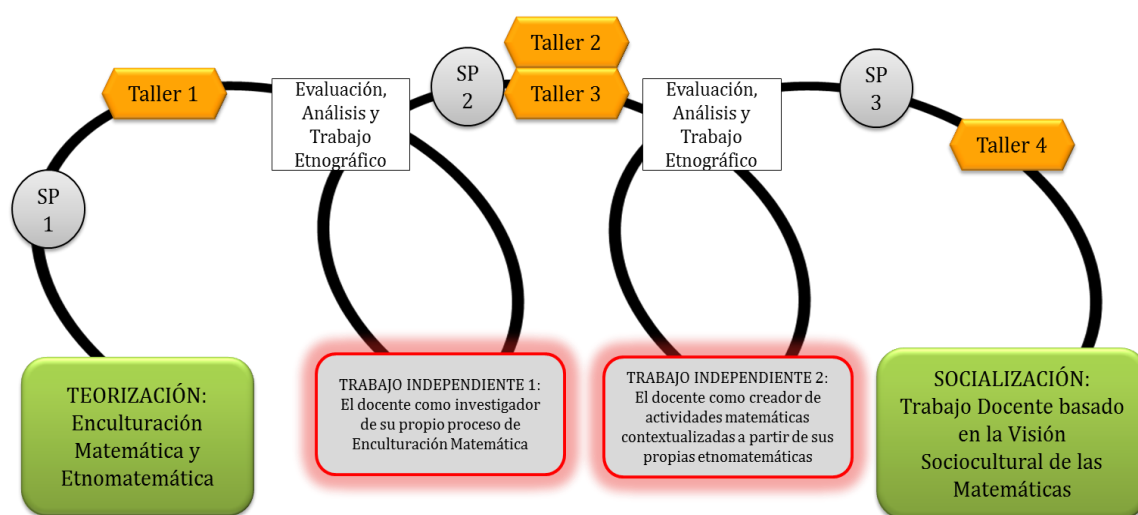 Taller 2
Taller 1
Evaluación,
Análisis y
Trabajo
Etnográfico
SP
2
Taller 3
Evaluación,
Análisis y
Trabajo
Etnográfico
SP
3
Taller 4
SP
1
TEORIZACIÓN:
Enculturación
Matemática y
Etnomatemática
TRABAJO INDEPENDIENTE 1:
El docente como investigador
de su propio proceso de
Enculturación Matemática
TRABAJO INDEPENDIENTE 2:
El docente como creador de
actividades matemáticas
contextualizadas a partir de sus
propias etnomatemáticas
SOCIALIZACIÓN:
Trabajo Docente basado
en la Visión
Sociocultural de las
Matemáticas